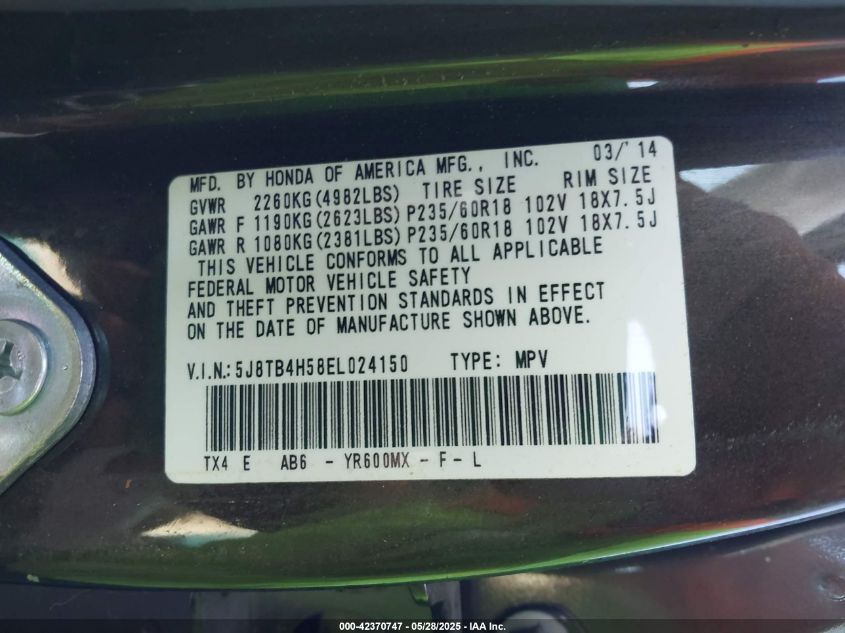 MFD. BY HONDA OF AMERICA MFG., INC. 03/'14
GVWR 2260KG(4982LBS) TIRE SIZE RIM SIZE
GAWR F 1190KG(2623LBS) P235/60R18 102V 18X7.5J
GAWR R 1080KG(2381LBS) P235/60R18 102V 18X7.5J
THIS VEHICLE CONFORMS TO ALL APPLICABLE
FEDERAL MOTOR VEHICLE SAFETY
AND THEFT PREVENTION STANDARDS IN EFFECT
ON THE DATE OF MANUFACTURE SHOWN ABOVE.
V.I.N.: 5J8TB4H58EL024150 TYPE: MPV
TX4 E AB6 - YR600MX - F - L
000-42370747 - 05/28/2025 - IAA Inc.